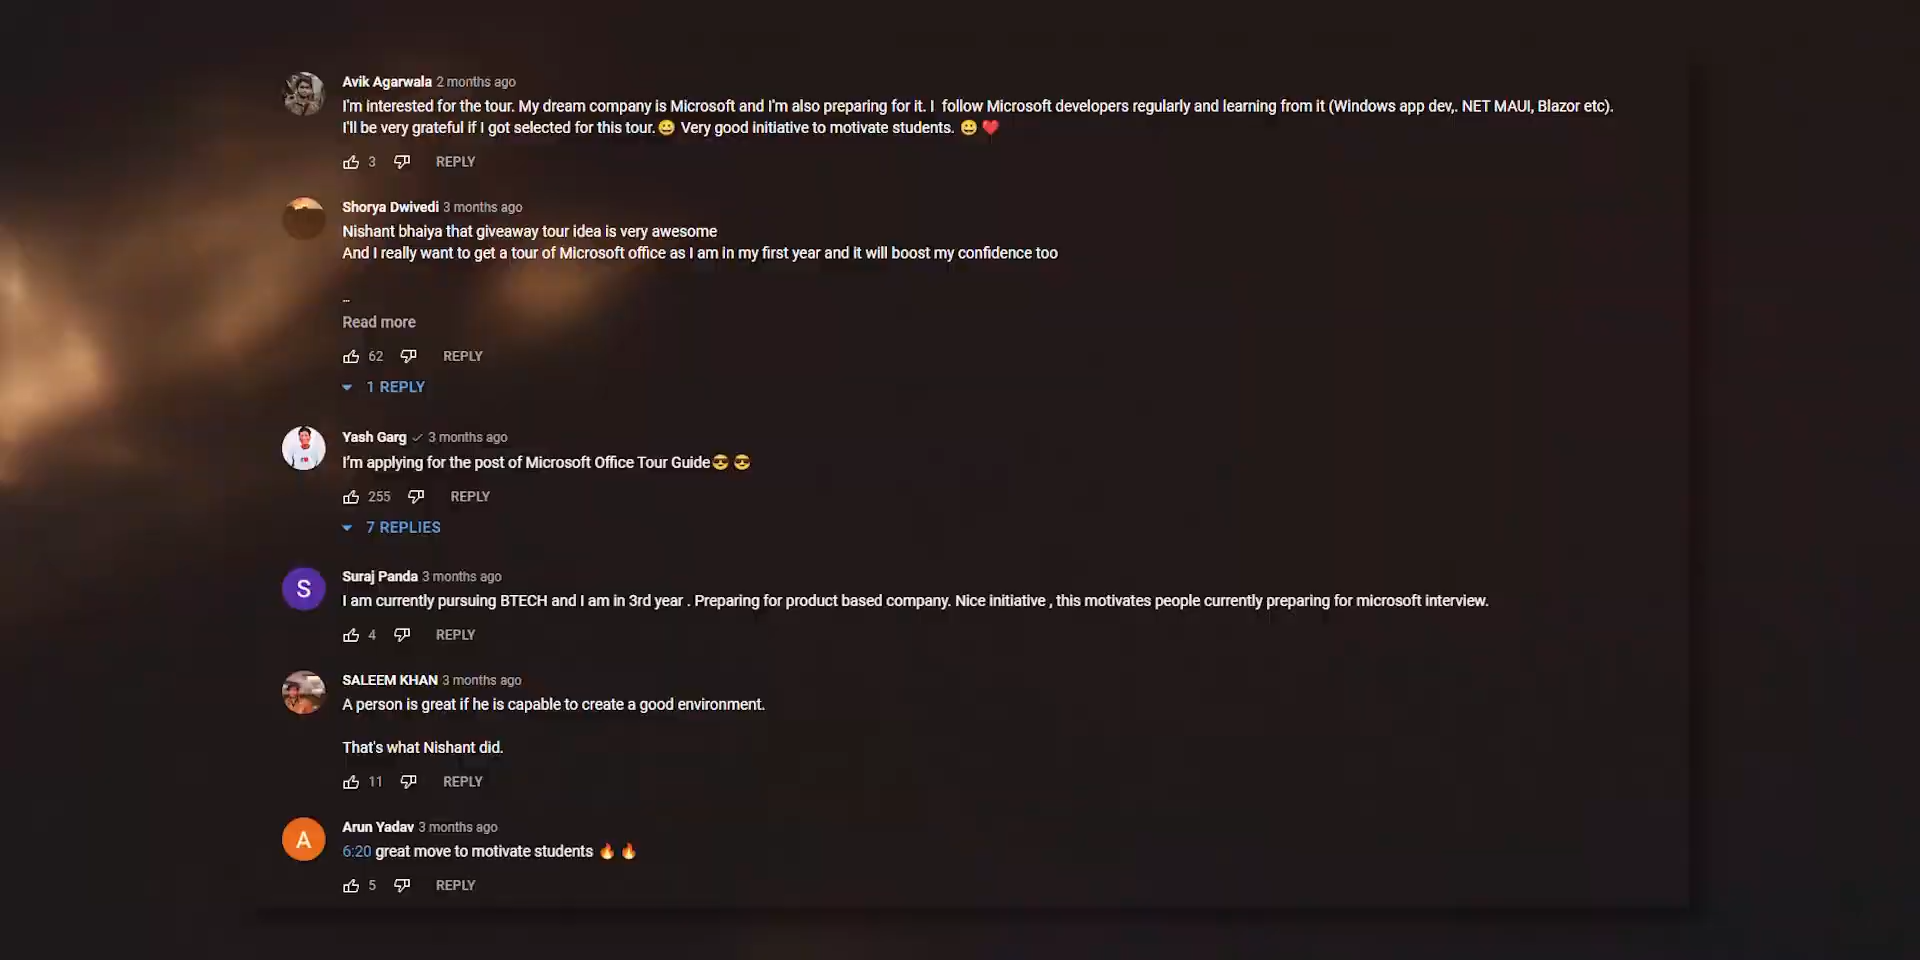 Avik Agarwala 2 months ago
I'm interested for the tour. My dream company is Microsoft and I'm also preparing for it. I  follow Microsoft developers regularly and learning from it (Windows app dev,. NET MAUI, Blazor etc).
I'll be very grateful if I got selected for this tour.😀 Very good initiative to motivate students. 😀 ❤️
3 REPLY
Shorya Dwivedi 3 months ago
Nishant bhaiya that giveaway tour idea is very awesome
And I really want to get a tour of Microsoft office as I am in my first year and it will boost my confidence too
...
Read more
62 REPLY
1 REPLY
Yash Garg ✓ 3 months ago
I'm applying for the post of Microsoft Office Tour Guide😎 😎
255 REPLY
7 REPLIES
S
Suraj Panda 3 months ago
I am currently pursuing BTECH and I am in 3rd year . Preparing for product based company. Nice initiative , this motivates people currently preparing for microsoft interview.
4 REPLY
SALEEM KHAN 3 months ago
A person is great if he is capable to create a good environment.
That's what Nishant did.
11 REPLY
A
Arun Yadav 3 months ago
6:20 great move to motivate students 🔥 🔥
5 REPLY